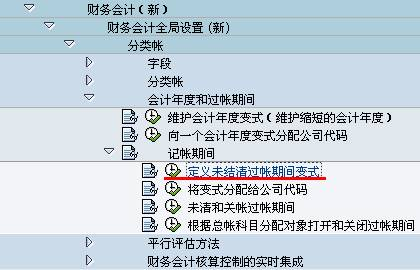 财务会计（新）
财务会计全局设置（新）
分类帐
字段
分类帐
会计年度和过帐期间
维护会计年度变式（维护缩短的会计年度）
向一个会计年度变式分配公司代码
记帐期间
定义未结清过帐期间变式
将变式分配给公司代码
未清和关帐过帐期间
根据总帐科目分配对象打开和关闭过帐期间
平行评估方法
财务会计核算控制的实时集成